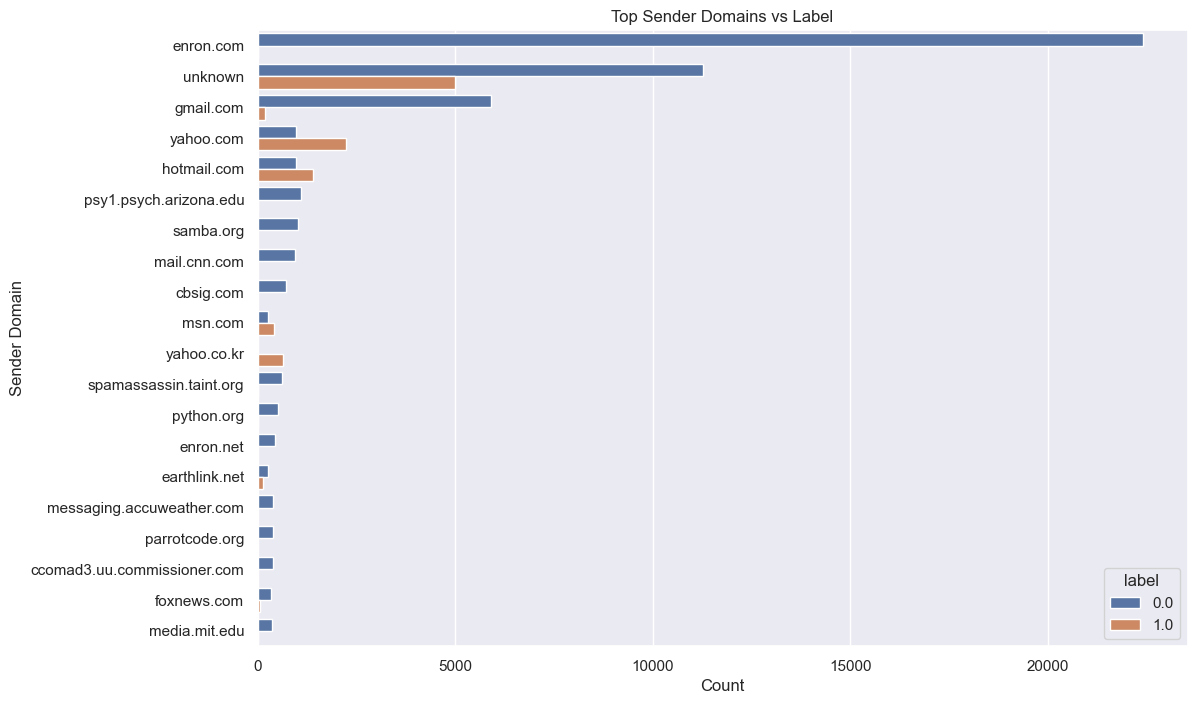 Top Sender Domains vs Label
Sender Domain
enron.com
unknown
gmail.com
yahoo.com
hotmail.com
psy1.psych.arizona.edu
samba.org
mail.cnn.com
cbsig.com
msn.com
yahoo.co.kr
spamassassin.taint.org
python.org
enron.net
earthlink.net
messaging.accuweather.com
parrotcode.org
ccomad3.uu.commissioner.com
foxnews.com
media.mit.edu
label
0.0
1.0
0 5000 10000 15000 20000
Count